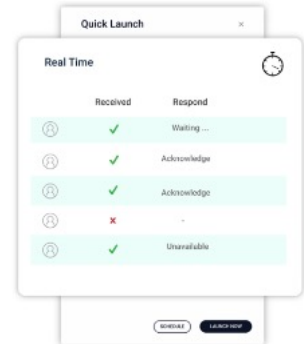 Quick Launch
Real Time
Received Respond
Waiting ...
Acknowledge
Acknowledge
-
Unavailable
SCHEDULE LAUNCH NOW